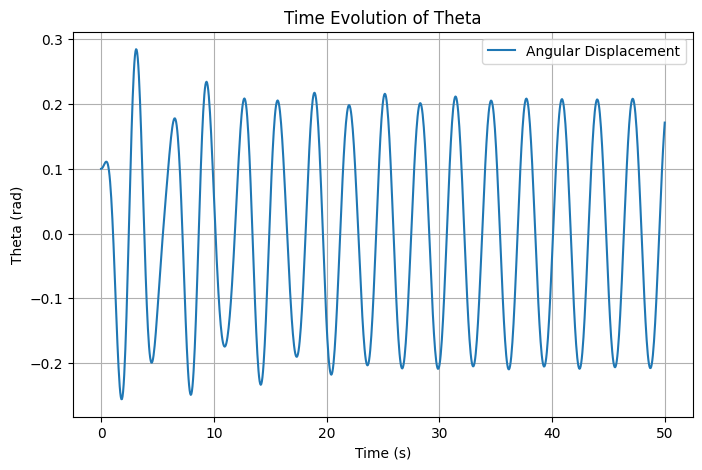 Time Evolution of Theta
Angular Displacement
Theta (rad)
0.3
0.2
0.1
0.0
−0.1
−0.2
0 10 20 30 40 50
Time (s)